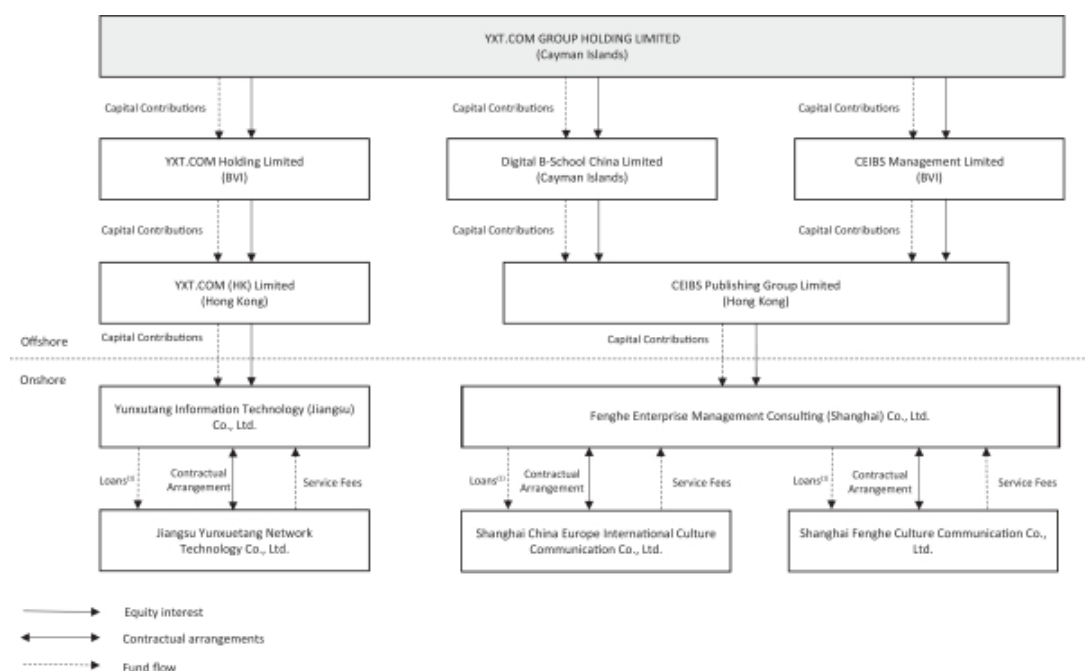 YXT.COM GROUP HOLDING LIMITED
(Cayman Islands)
Capital Contributions
Capital Contributions
Capital Contributions
YXT.COM Holding Limited
(BVI)
Digital B-School China Limited
(Cayman Islands)
CEIBS Management Limited
(BVI)
Capital Contributions
Capital Contributions
Capital Contributions
YXT.COM (HK) Limited
(Hong Kong)
CEIBS Publishing Group Limited
(Hong Kong)
Offshore
Capital Contributions
Capital Contributions
Onshore
Yunxutang Information Technology (Jiangsu)
Co., Ltd.
Fenghe Enterprise Management Consulting (Shanghai) Co., Ltd.
Loans(1)
Contractual
Arrangement
Service Fees
Loans(1)
Contractual
Arrangement
Service Fees
Loans(1)
Contractual
Arrangement
Service Fees
Jiangsu Yunxuetang Network
Technology Co., Ltd.
Shanghai China Europe International Culture
Communication Co., Ltd.
Shanghai Fenghe Culture Communication Co.,
Ltd.
Equity interest
Contractual arrangements
Fund flow